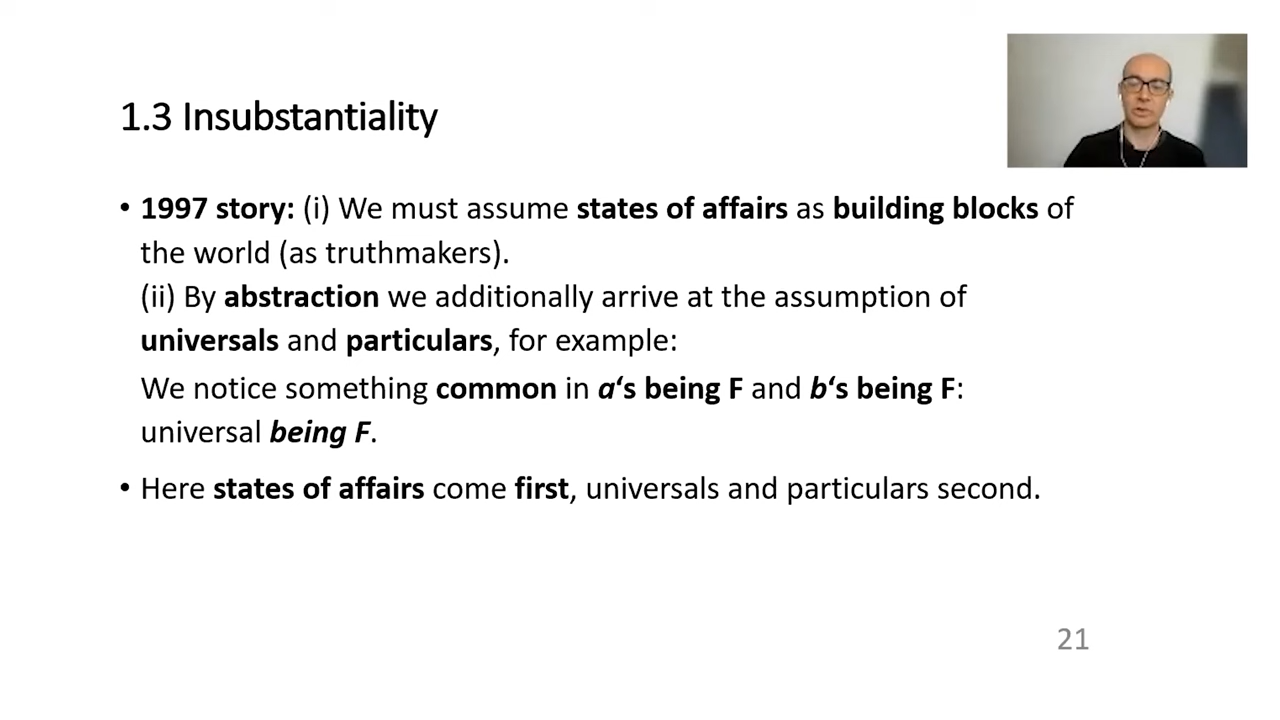 1.3 Insubstantiality
• 1997 story: (i) We must assume states of affairs as building blocks of
the world (as truthmakers).
(ii) By abstraction we additionally arrive at the assumption of
universals and particulars, for example:
We notice something common in a‘s being F and b‘s being F:
universal being F.
• Here states of affairs come first, universals and particulars second.
21